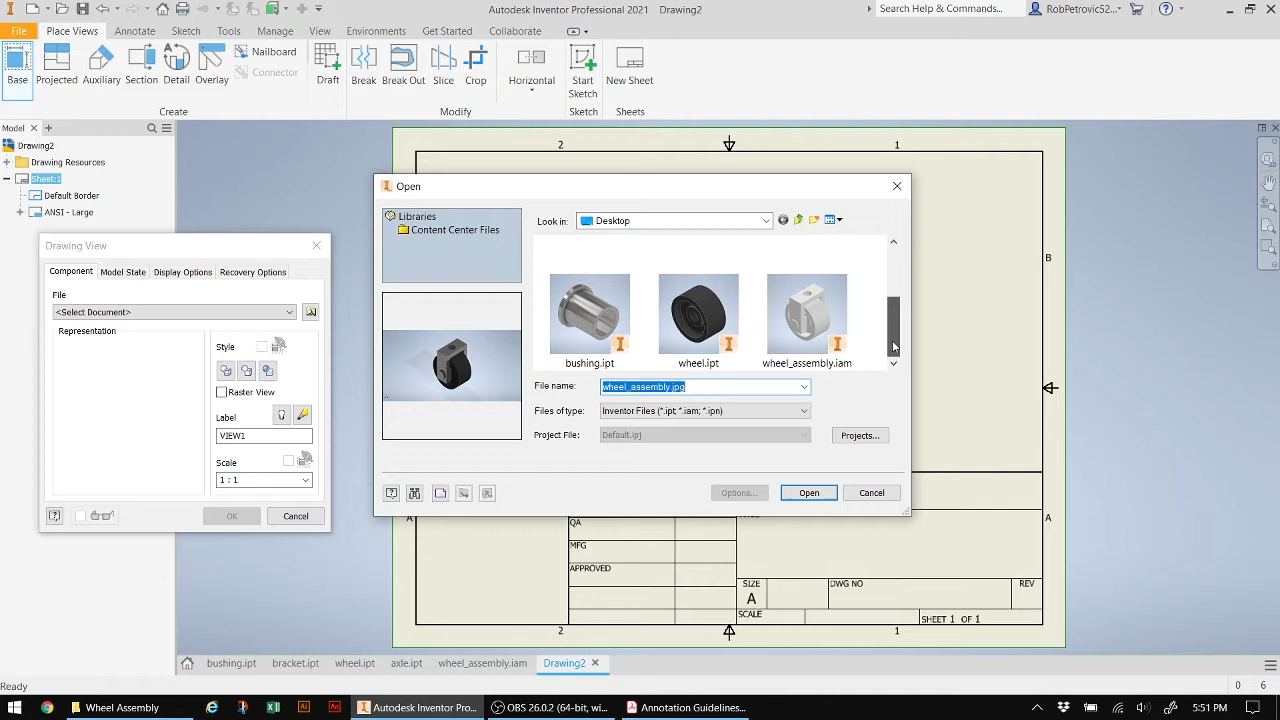 Autodesk Inventor Professional 2021 Drawing2
Search Help & Commands...
RobPetrovic52...
File Place Views Annotate Sketch Tools Manage View Environments Get Started Collaborate
Base Projected Auxiliary Section Detail Overlay
Nailboard
Connector
Draft Break Break Out Slice Crop Horizontal
Start
Sketch
New Sheet
Create Modify Sketch Sheets
Model
Drawing2
Drawing Resources
Sheet:1
Default Border
ANSI - Large
Drawing View
Component Model State Display Options Recovery Options
File
<Select Document>
Representation
Style
Raster View
Label
VIEW1
Scale
1 : 1
OK Cancel
Open
Libraries
Content Center Files
Look in: Desktop
bushing.ipt wheel.ipt wheel_assembly.iam
File name: wheel_assembly.jpg
Files of type: Inventor Files (*.ipt; *.iam; *.ipn)
Project File: Default.ipj
Projects...
Options... Open Cancel
2 1
B
A A
QA
MFG
APPROVED
SIZE
A
DWG NO
REV
SCALE
SHEET 1 OF 1
2 1
bushing.ipt bracket.ipt wheel.ipt axle.ipt wheel_assembly.iam Drawing2
Ready
0 6
Wheel Assembly
Autodesk Inventor Pro...
OBS 26.0.2 (64-bit, wi...
Annotation Guidelines...
5:51 PM